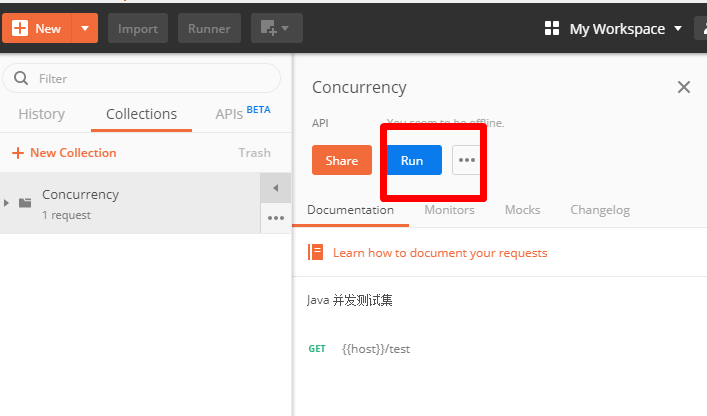 New Import Runner My Workspace
Filter
History Collections APIs BETA
+ New Collection Trash
Concurrency
1 request
Concurrency
API You seem to be offline.
Share Run
Documentation Monitors Mocks Changelog
Learn how to document your requests
Java 并发测试集
GET {{host}}/test